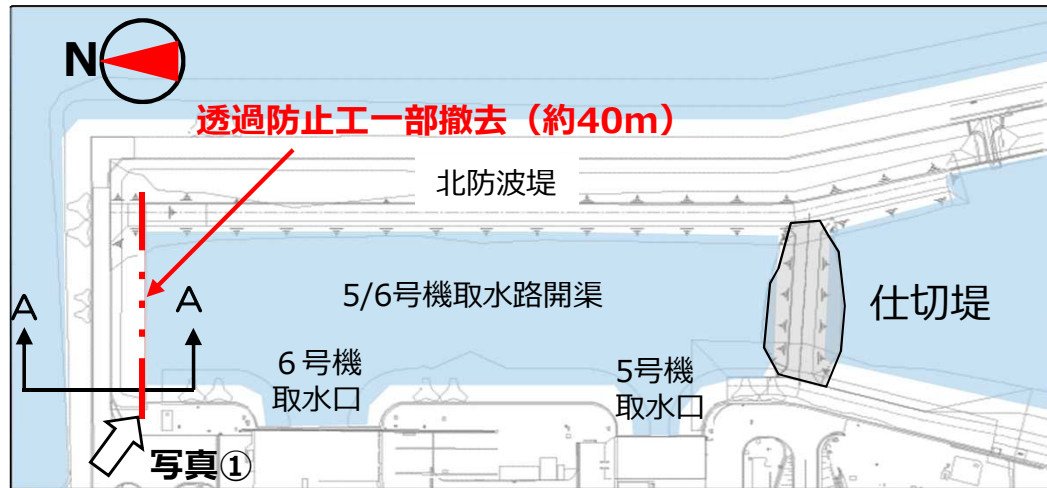 N
透過防止工一部撤去（約40m）
北防波堤
5/6号機取水路開渠
仕切堤
A
A
６号機
取水口
5号機
取水口
写真①